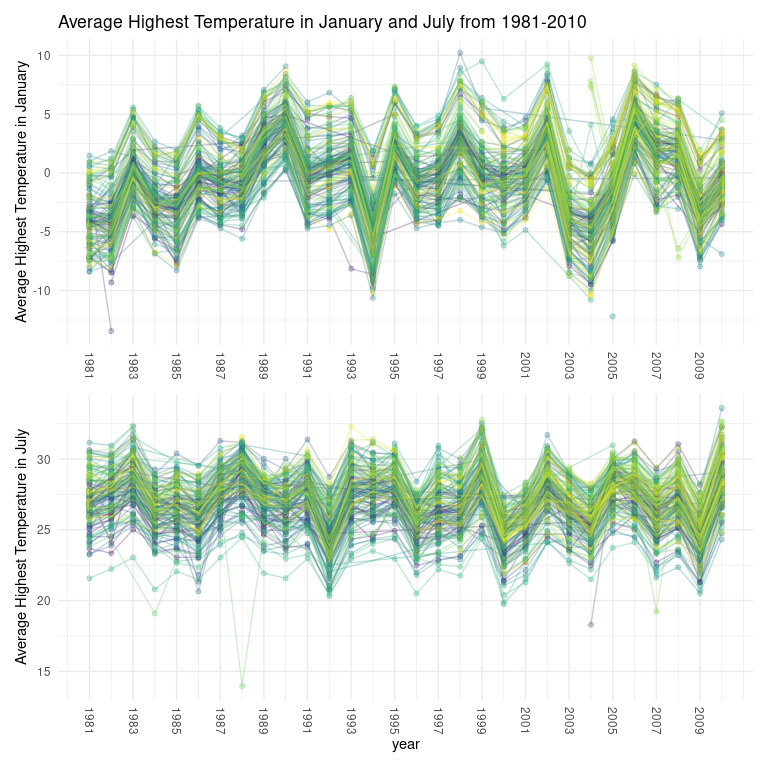 Average Highest Temperature in January and July from 1981-2010
Average Highest Temperature in January
10
5
0
-5
-10
1981 1983 1985 1987 1989 1991 1993 1995 1997 1999 2001 2003 2005 2007 2009
Average Highest Temperature in July
30
25
20
15
1981 1983 1985 1987 1989 1991 1993 1995 1997 1999 2001 2003 2005 2007 2009
year